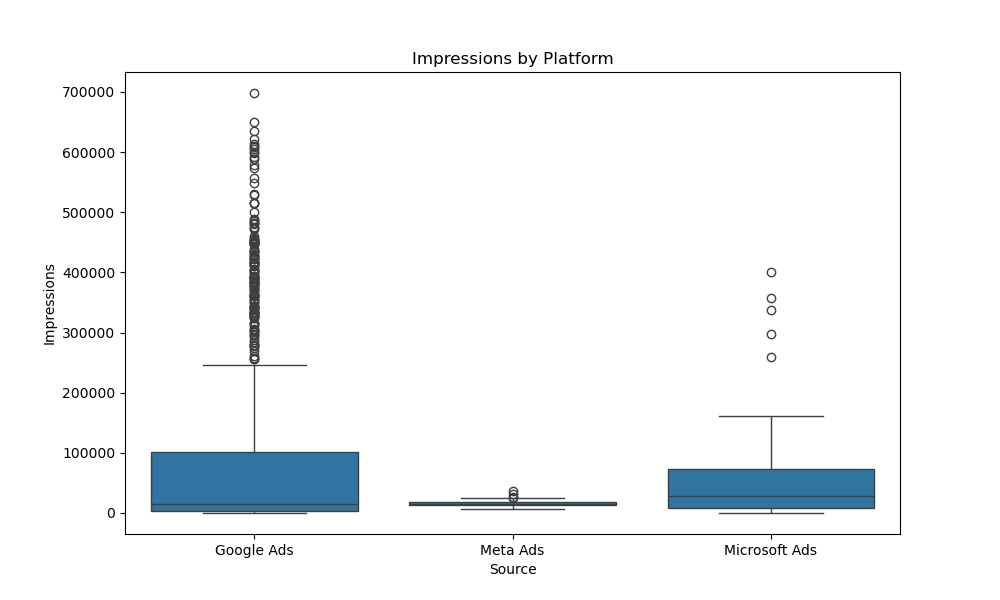 Impressions by Platform
700000
600000
500000
400000
300000
200000
100000
0
Impressions
Google Ads
Meta Ads
Microsoft Ads
Source